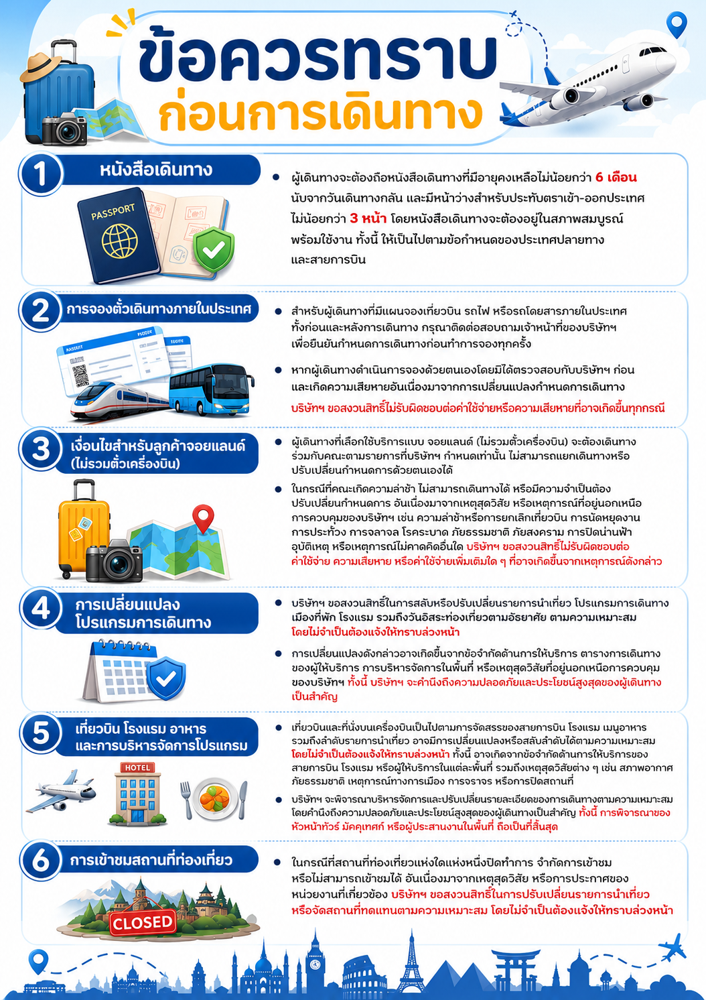 ข้อควรทราบ
ก่อนการเดินทาง
1 หนังสือเดินทาง
PASSPORT
• ผู้เดินทางจะต้องถือหนังสือเดินทางที่มีอายุคงเหลือไม่น้อยกว่า 6 เดือน
นับจากวันเดินทางกลับ และมีหน้าว่างสำหรับประทับตราเข้า-ออกประเทศ
ไม่น้อยกว่า 3 หน้า โดยหนังสือเดินทางจะต้องอยู่ในสภาพสมบูรณ์
พร้อมใช้งาน ทั้งนี้ ให้เป็นไปตามข้อกำหนดของประเทศปลายทาง
และสายการบิน
2 การจองตั๋วเดินทางภายในประเทศ
• สำหรับผู้เดินทางที่มีแผนจองเที่ยวบิน รถไฟ หรือรถโดยสารภายในประเทศ
ทั้งก่อนและหลังการเดินทาง กรุณาติดต่อสอบถามเจ้าหน้าที่ของบริษัทฯ
เพื่อยืนยันกำหนดการเดินทางก่อนทำการจองทุกครั้ง
• หากผู้เดินทางดำเนินการจองด้วยตนเองโดยมิได้ตรวจสอบกับบริษัทฯ ก่อน
และเกิดความเสียหายอันเนื่องมาจากการเปลี่ยนแปลงกำหนดการเดินทาง
บริษัทฯ ขอสงวนสิทธิ์ไม่รับผิดชอบต่อค่าใช้จ่ายหรือความเสียหายที่อาจเกิดขึ้นทุกกรณี
3 เงื่อนไขสำหรับลูกค้าจอยแลนด์
(ไม่รวมตั๋วเครื่องบิน)
• ผู้เดินทางที่เลือกใช้บริการแบบ จอยแลนด์ (ไม่รวมตั๋วเครื่องบิน) จะต้องเดินทาง
ร่วมกับคณะตามรายการที่บริษัทฯ กำหนดเท่านั้น ไม่สามารถแยกเดินทางหรือ
ปรับเปลี่ยนกำหนดการด้วยตนเองได้
• ในกรณีที่คณะเกิดความล่าช้า ไม่สามารถเดินทางได้ หรือมีความจำเป็นต้อง
ปรับเปลี่ยนกำหนดการ อันเนื่องมาจากเหตุสุดวิสัย หรือเหตุการณ์ที่อยู่นอกเหนือ
การควบคุมของบริษัทฯ เช่น ความล่าช้าหรือการยกเลิกเที่ยวบิน การนัดหยุดงาน
การประท้วง การจลาจล โรคระบาด ภัยธรรมชาติ ภัยสงคราม การปิดน่านฟ้า
อุบัติเหตุ หรือเหตุการณ์ไม่คาดคิดอื่นใด บริษัทฯ ขอสงวนสิทธิ์ไม่รับผิดชอบต่อ
ค่าใช้จ่าย ความเสียหาย หรือค่าใช้จ่ายเพิ่มเติมใด ๆ ที่อาจเกิดขึ้นจากเหตุการณ์ดังกล่าว
4 การเปลี่ยนแปลง
โปรแกรมการเดินทาง
• บริษัทฯ ขอสงวนสิทธิ์ในการสลับหรือปรับเปลี่ยนรายการนำเที่ยว โปรแกรมการเดินทาง
เมืองที่พัก โรงแรม รวมถึงวันอิสระท่องเที่ยวตามอัธยาศัย ตามความเหมาะสม
โดยไม่จำเป็นต้องแจ้งให้ทราบล่วงหน้า
• การเปลี่ยนแปลงดังกล่าวอาจเกิดขึ้นจากข้อจำกัดด้านการให้บริการ ตารางการเดินทาง
ของผู้ให้บริการ การบริหารจัดการในพื้นที่ หรือเหตุสุดวิสัยที่อยู่นอกเหนือการควบคุม
ของบริษัทฯ ทั้งนี้ บริษัทฯ จะคำนึงถึงความปลอดภัยและประโยชน์สูงสุดของผู้เดินทาง
เป็นสำคัญ
5 เที่ยวบิน โรงแรม อาหาร
และการบริหารจัดการโปรแกรม
HOTEL
• เที่ยวบินและที่นั่งบนเครื่องบินเป็นไปตามการจัดสรรของสายการบิน โรงแรม เมนูอาหาร
รวมถึงลำดับรายการนำเที่ยว อาจมีการเปลี่ยนแปลงหรือสลับลำดับได้ตามความเหมาะสม
โดยไม่จำเป็นต้องแจ้งให้ทราบล่วงหน้า ทั้งนี้ อาจเกิดจากข้อจำกัดด้านการให้บริการของ
สายการบิน โรงแรม หรือผู้ให้บริการในแต่ละพื้นที่ รวมถึงเหตุสุดวิสัยต่าง ๆ เช่น สภาพอากาศ
ภัยธรรมชาติ เหตุการณ์ทางการเมือง การจราจร หรือการปิดสถานที่
• บริษัทฯ จะพิจารณาบริหารจัดการและปรับเปลี่ยนรายละเอียดของการเดินทางตามความเหมาะสม
โดยคำนึงถึงความปลอดภัยและประโยชน์สูงสุดของผู้เดินทางเป็นสำคัญ ทั้งนี้ การพิจารณาของ
หัวหน้าทัวร์ มัคคุเทศก์ หรือผู้ประสานงานในพื้นที่ ถือเป็นที่สิ้นสุด
6 การเข้าชมสถานที่ท่องเที่ยว
CLOSED
• ในกรณีที่สถานที่ท่องเที่ยวแห่งใดแห่งหนึ่งปิดทำการ จำกัดการเข้าชม
หรือไม่สามารถเข้าชมได้ อันเนื่องมาจากเหตุสุดวิสัย หรือการประกาศของ
หน่วยงานที่เกี่ยวข้อง บริษัทฯ ขอสงวนสิทธิ์ในการปรับเปลี่ยนรายการนำเที่ยว
หรือจัดสถานที่ทดแทนตามความเหมาะสม โดยไม่จำเป็นต้องแจ้งให้ทราบล่วงหน้า